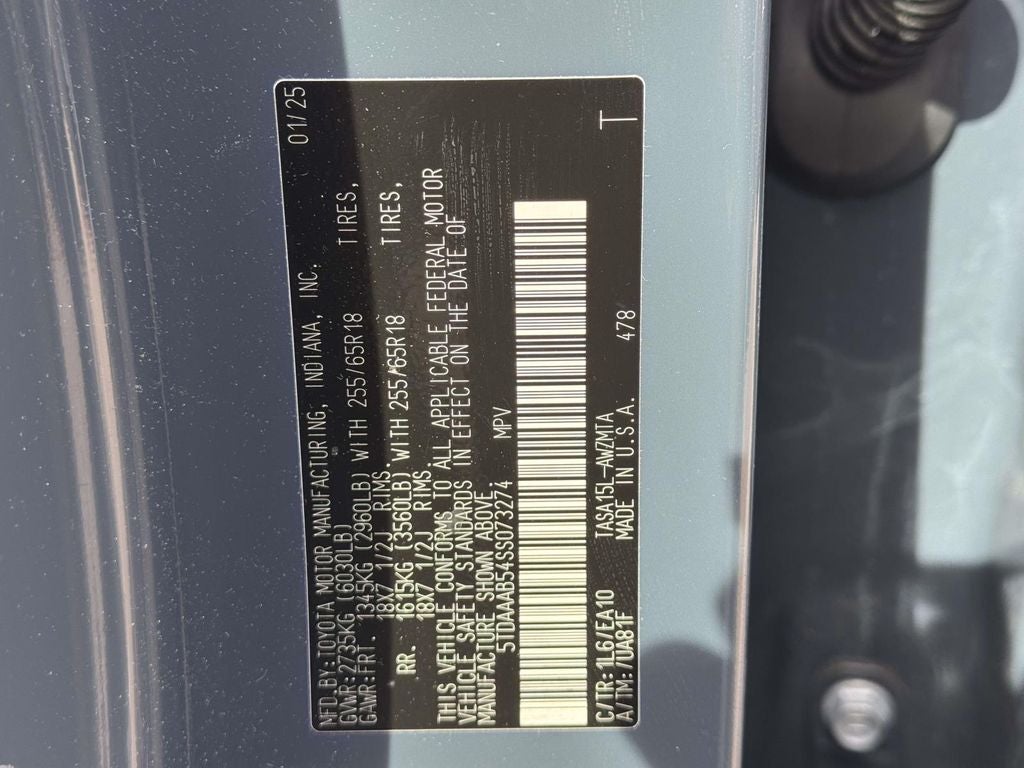 MFD.BY:TOYOTA MOTOR MANUFACTURING, INDIANA, INC. 01/25
GVWR:2735KG (6030LB)
GAWR:FRT. 1345KG (2960LB) WITH 255/65R18 TIRES,
18X7 1/2J RIMS.
RR. 1615KG (3560LB) WITH 255/65R18 TIRES,
18X7 1/2J RIMS.
THIS VEHICLE CONFORMS TO ALL APPLICABLE FEDERAL MOTOR
VEHICLE SAFETY STANDARDS IN EFFECT ON THE DATE OF
MANUFACTURE SHOWN ABOVE
5TDAAAB54SS073274 MPV
C/TR: 1L67/EA10 TASA15L-AWZMTA T
A/TM: /UA81F MADE IN U.S.A. 478